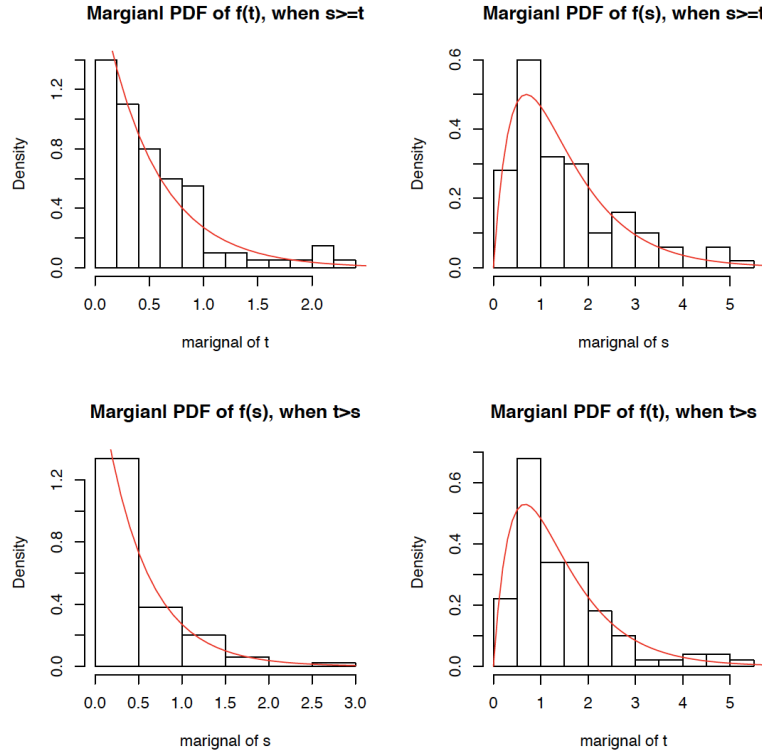 Margianl PDF of f(t), when s>=t
Density
0.0 0.4 0.8 1.2
0.0 0.5 1.0 1.5 2.0
marignal of t
Margianl PDF of f(s), when s>=t
Density
0.0 0.2 0.4 0.6
0 1 2 3 4 5
marignal of s
Margianl PDF of f(s), when t>s
Density
0.0 0.4 0.8 1.2
0.0 0.5 1.0 1.5 2.0 2.5 3.0
marignal of s
Margianl PDF of f(t), when t>s
Density
0.0 0.2 0.4 0.6
0 1 2 3 4 5
marignal of t